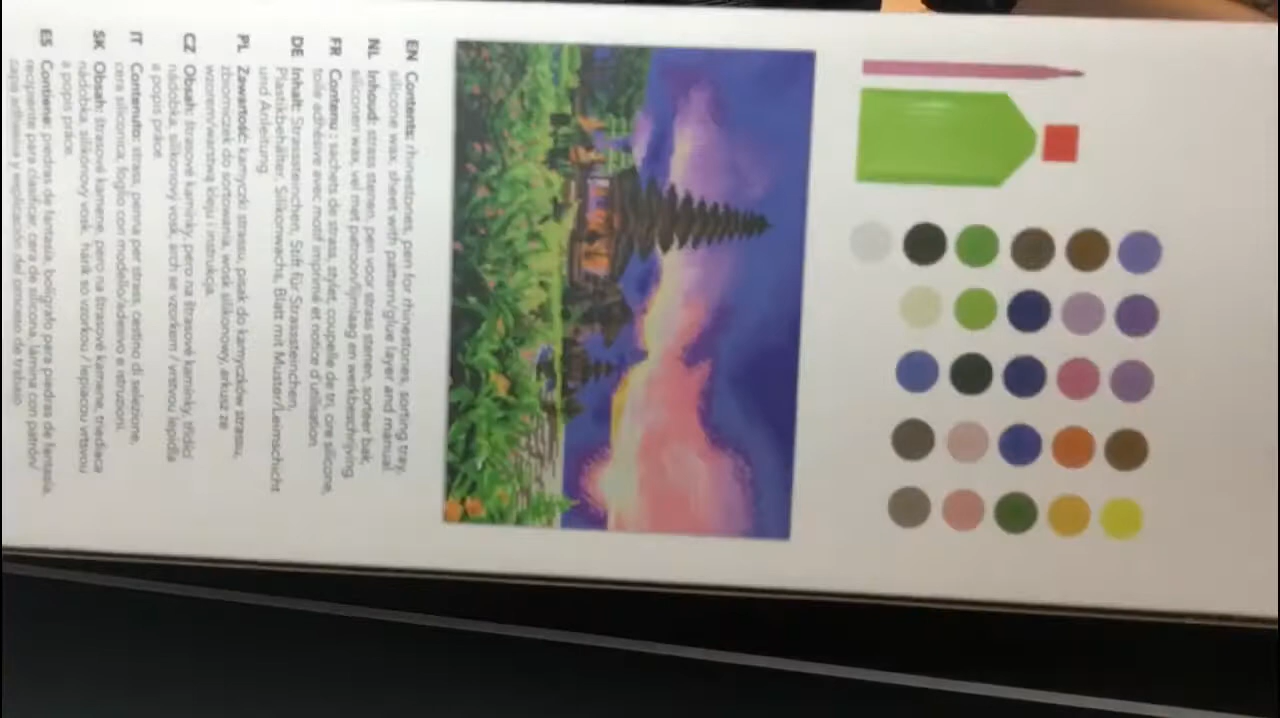 EN Contents: rhinestones, pen for rhinestones, sorting tray,
silicone wax, sheet with pattern/glue layer and manual
NL Inhoud: strass stenen, pen voor strass stenen, sorteer bak,
siliconen wax, vel met patroon/lijmlaag en werkbeschrijving
FR Contenu : sachet de strass, stylet, coupelle de tri, cire silicone,
toile adhésive avec motif imprimé et notice d'utilisation
DE Inhalt: Strasssteinchen, Stift für Strasssteinchen,
Plastikbehälter, Silikonwachs, Blatt mit Muster/Leimschicht
und Anleitung
PL Zawartość: kamyczki strassu, pisak do kamyczków strassu,
zbiorniczek do sortowania, wosk silikonowy, arkusz ze
wzorem/warstwą kleju i instrukcja.
CZ Obsah: štrasové kamínky, pero na štrasové kamínky, třídící
nádobka, silikonový vosk, arch se vzorkem / vrstvou lepidla
a popis práce.
IT Contenuto: strass, penna per strass, cestino di selezione,
cera siliconica, foglio con modello/adesivo e istruzioni.
SK Obsah: štrasové kamene, pero na štrasové kamene, triediaca
nádobka, silikónový vosk, hárik so vzorkou / lepiacou vrstvou
a popis práce.
ES Contiene: piedras de fantasía, bolígrafo para piedras de fantasía,
recipiente para clasificar, cera de silicona, lámina con patrón/
capa adhesiva y explicación del proceso de trabajo